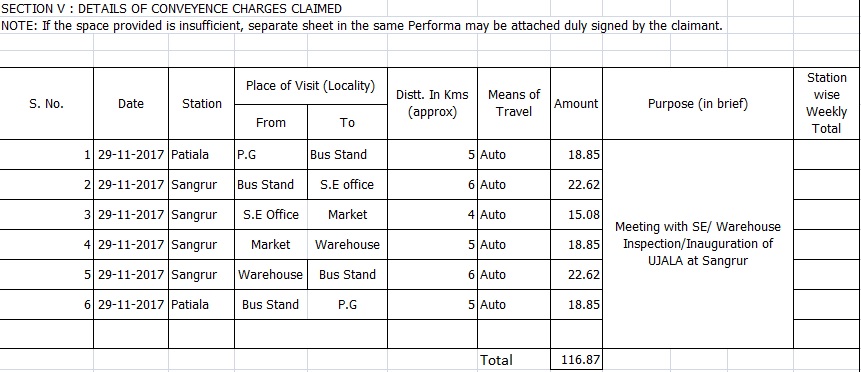 SECTION V : DETAILS OF CONVEYENCE CHARGES CLAIMED
NOTE: If the space provided is insufficient, separate sheet in the same Performa may be attached duly signed by the claimant.
S. No. Date Station Place of Visit (Locality) From To Distt. In Kms (approx) Means of Travel Amount Purpose (in brief) Station wise Weekly Total
1 29-11-2017 Patiala P.G Bus Stand 5 Auto 18.85
2 29-11-2017 Sangrur Bus Stand S.E office 6 Auto 22.62
3 29-11-2017 Sangrur S.E Office Market 4 Auto 15.08
4 29-11-2017 Sangrur Market Warehouse 5 Auto 18.85
5 29-11-2017 Sangrur Warehouse Bus Stand 6 Auto 22.62
6 29-11-2017 Patiala Bus Stand P.G 5 Auto 18.85
Meeting with SE/ Warehouse
Inspection/Inauguration of
UJALA at Sangrur
Total 116.87